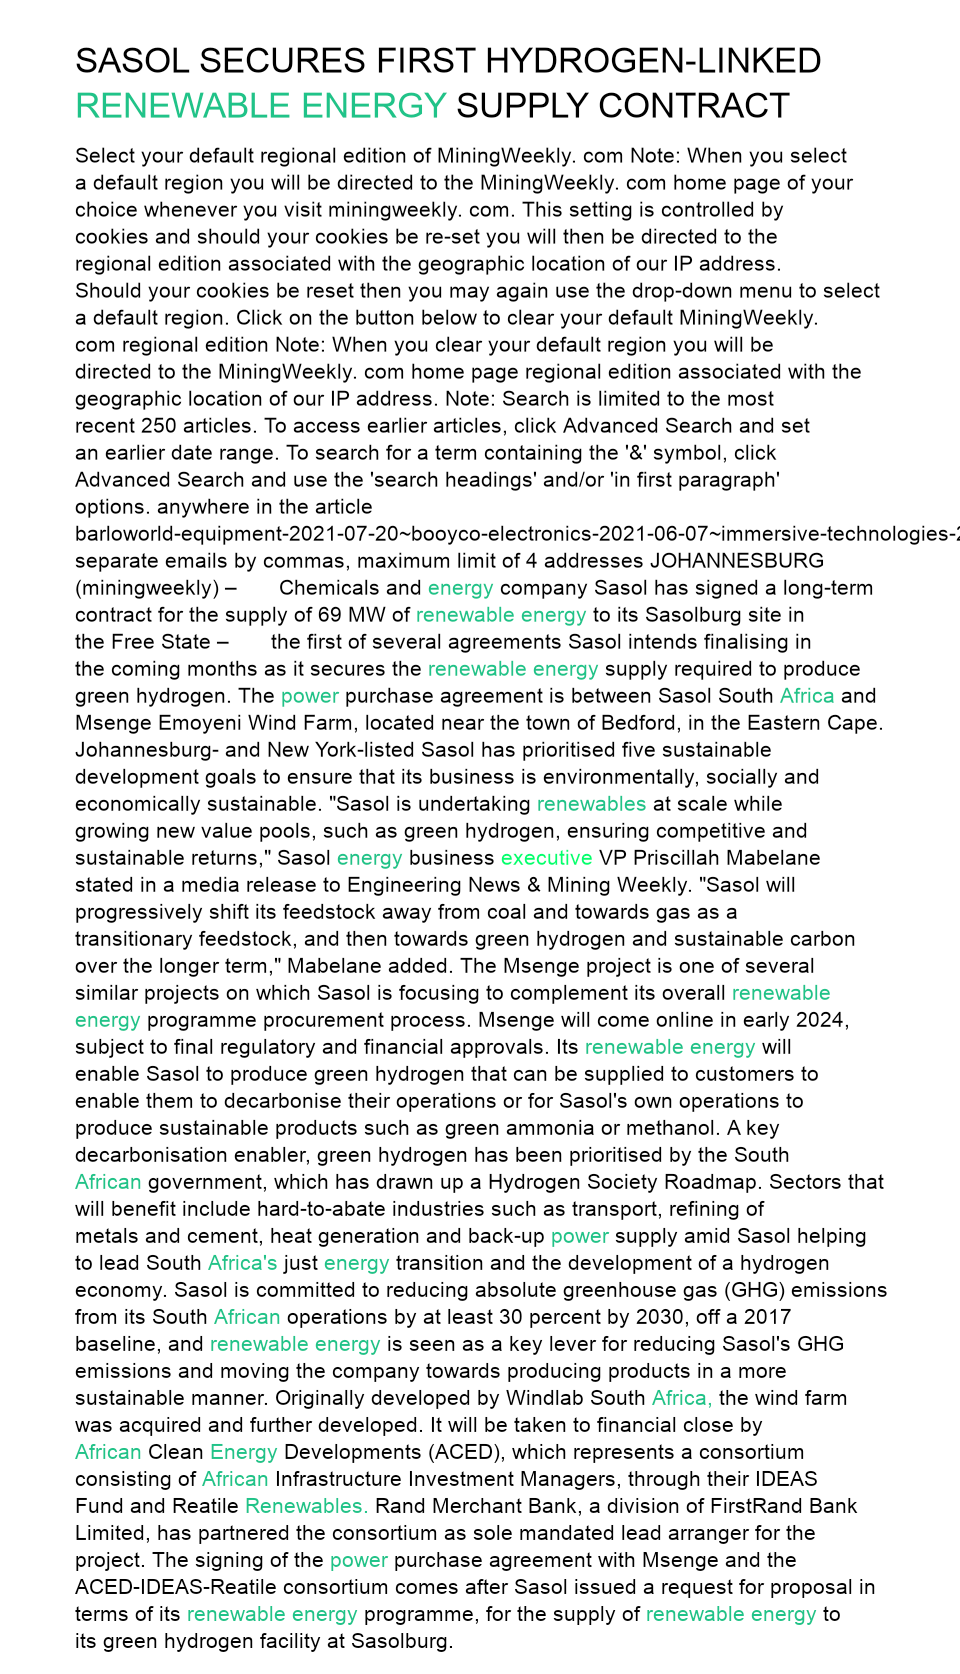 SASOL SECURES FIRST HYDROGEN-LINKED
RENEWABLE ENERGY SUPPLY CONTRACT
Select your default regional edition of MiningWeekly. com Note: When you select
a default region you will be directed to the MiningWeekly. com home page of your
choice whenever you visit miningweekly. com. This setting is controlled by
cookies and should your cookies be re-set you will then be directed to the
regional edition associated with the geographic location of our IP address.
Should your cookies be reset then you may again use the drop-down menu to select
a default region. Click on the button below to clear your default MiningWeekly.
com regional edition Note: When you clear your default region you will be
directed to the MiningWeekly. com home page regional edition associated with the
geographic location of our IP address. Note: Search is limited to the most
recent 250 articles. To access earlier articles, click Advanced Search and set
an earlier date range. To search for a term containing the '&' symbol, click
Advanced Search and use the 'search headings' and/or 'in first paragraph'
options. anywhere in the article
barloworld-equipment-2021-07-20~booyco-electronics-2021-06-07~immersive-technologies-2
separate emails by commas, maximum limit of 4 addresses JOHANNESBURG
(miningweekly) – Chemicals and energy company Sasol has signed a long-term
contract for the supply of 69 MW of renewable energy to its Sasolburg site in
the Free State – the first of several agreements Sasol intends finalising in
the coming months as it secures the renewable energy supply required to produce
green hydrogen. The power purchase agreement is between Sasol South Africa and
Msenge Emoyeni Wind Farm, located near the town of Bedford, in the Eastern Cape.
Johannesburg- and New York-listed Sasol has prioritised five sustainable
development goals to ensure that its business is environmentally, socially and
economically sustainable. "Sasol is undertaking renewables at scale while
growing new value pools, such as green hydrogen, ensuring competitive and
sustainable returns," Sasol energy business executive VP Priscillah Mabelane
stated in a media release to Engineering News & Mining Weekly. "Sasol will
progressively shift its feedstock away from coal and towards gas as a
transitionary feedstock, and then towards green hydrogen and sustainable carbon
over the longer term," Mabelane added. The Msenge project is one of several
similar projects on which Sasol is focusing to complement its overall renewable
energy programme procurement process. Msenge will come online in early 2024,
subject to final regulatory and financial approvals. Its renewable energy will
enable Sasol to produce green hydrogen that can be supplied to customers to
enable them to decarbonise their operations or for Sasol's own operations to
produce sustainable products such as green ammonia or methanol. A key
decarbonisation enabler, green hydrogen has been prioritised by the South
African government, which has drawn up a Hydrogen Society Roadmap. Sectors that
will benefit include hard-to-abate industries such as transport, refining of
metals and cement, heat generation and back-up power supply amid Sasol helping
to lead South Africa's just energy transition and the development of a hydrogen
economy. Sasol is committed to reducing absolute greenhouse gas (GHG) emissions
from its South African operations by at least 30 percent by 2030, off a 2017
baseline, and renewable energy is seen as a key lever for reducing Sasol's GHG
emissions and moving the company towards producing products in a more
sustainable manner. Originally developed by Windlab South Africa, the wind farm
was acquired and further developed. It will be taken to financial close by
African Clean Energy Developments (ACED), which represents a consortium
consisting of African Infrastructure Investment Managers, through their IDEAS
Fund and Reatile Renewables. Rand Merchant Bank, a division of FirstRand Bank
Limited, has partnered the consortium as sole mandated lead arranger for the
project. The signing of the power purchase agreement with Msenge and the
ACED-IDEAS-Reatile consortium comes after Sasol issued a request for proposal in
terms of its renewable energy programme, for the supply of renewable energy to
its green hydrogen facility at Sasolburg.